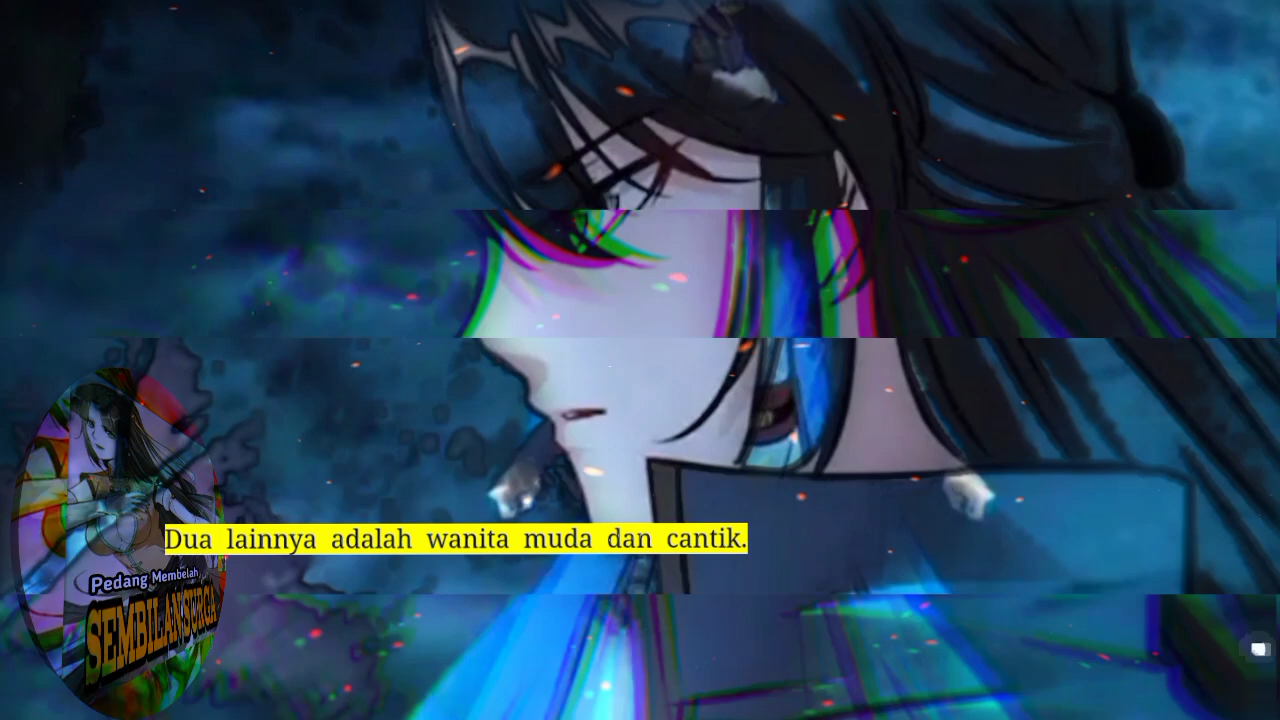 Dua lainnya adalah wanita muda dan cantik.
Pedang Membelah
SEMBILAN SURGA